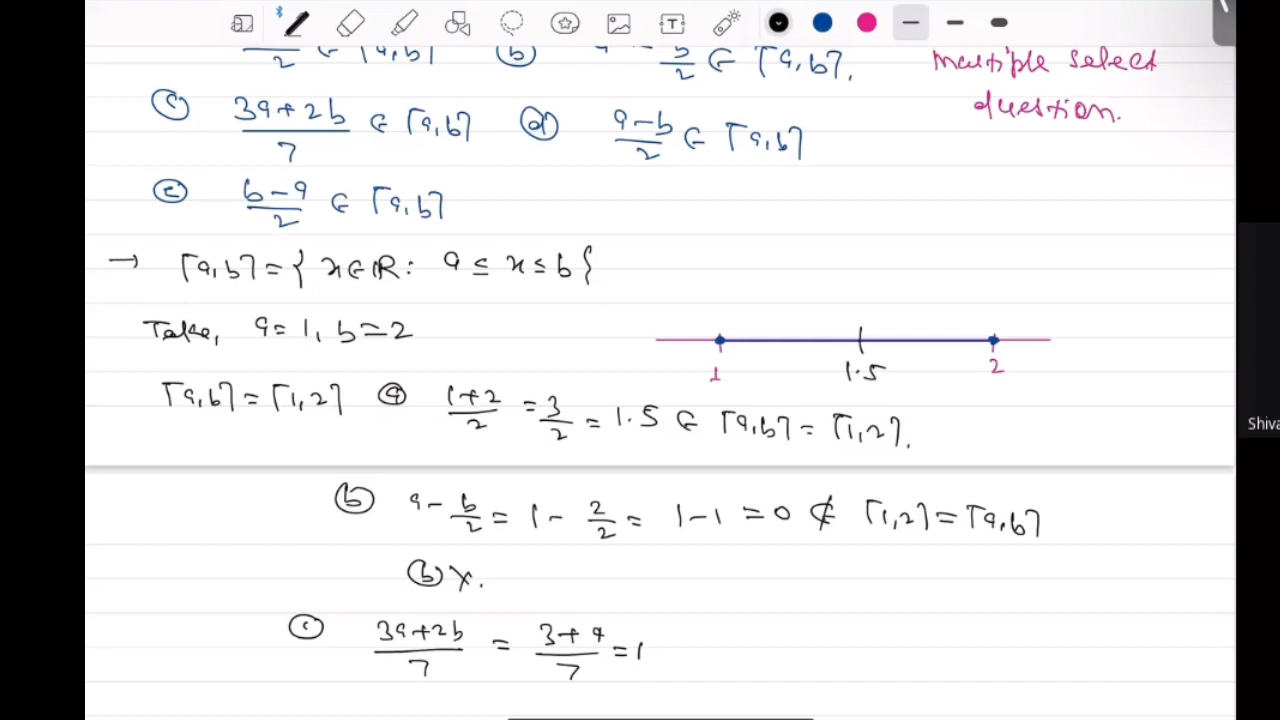 /2 ∈ [a,b] (b) a - b/2 ∈ [a,b]. Multiple select
question.
(c) (3a+2b)/7 ∈ [a,b] (d) (a-b)/2 ∈ [a,b]
(e) (b-a)/2 ∈ [a,b]
→ [a,b] = { x∈R: a ≤ x ≤ b}
Take, a=1, b=2
1 1.5 2
[a,b] = [1,2] (a) (1+2)/2 = 3/2 = 1.5 ∈ [a,b] = [1,2].
Shiva
(b) a - b/2 = 1 - 2/2 = 1-1 = 0 ∉ [1,2] = [a,b]
(b) X.
(c) (3a+2b)/7 = (3+4)/7 = 1